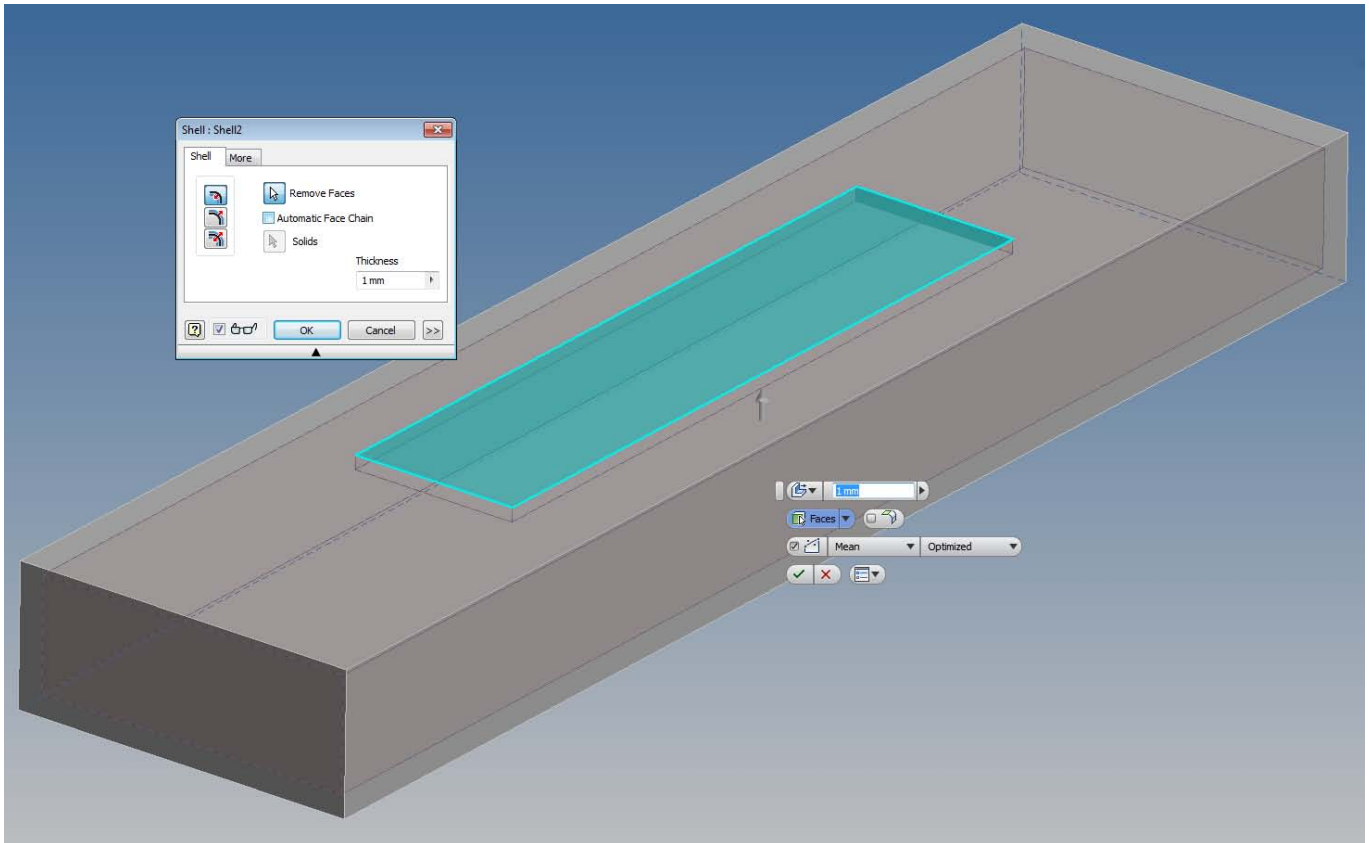 Shell : Shell2
Shell More
Remove Faces
Automatic Face Chain
Solids
Thickness
1 mm
OK Cancel >>
1 mm
Faces
Mean Optimized